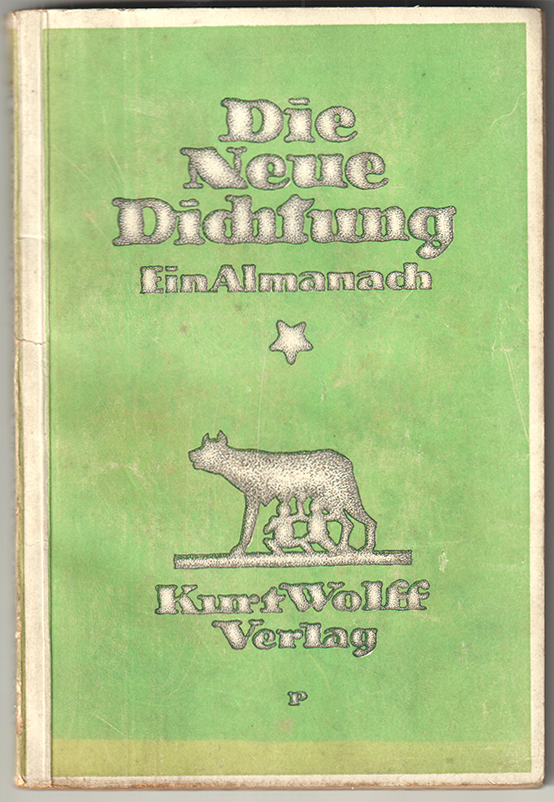 Die
Neue
Dichtung
Ein Almanach
Kurt Wolff
Verlag
P